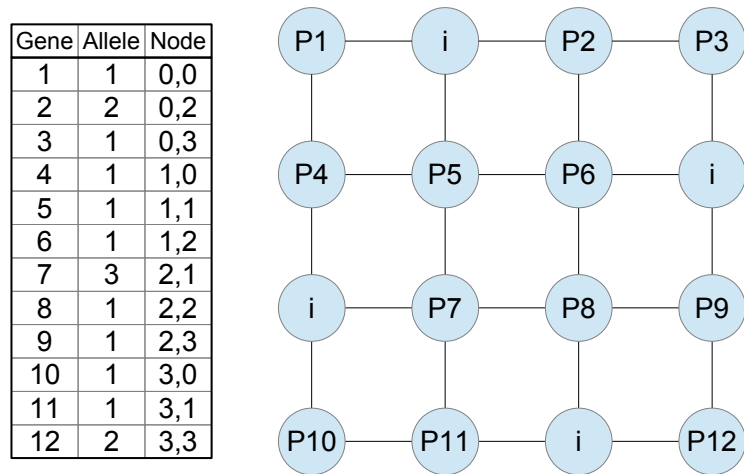 Gene Allele Node
1 1 0,0
2 2 0,2
3 1 0,3
4 1 1,0
5 1 1,1
6 1 1,2
7 3 2,1
8 1 2,2
9 1 2,3
10 1 3,0
11 1 3,1
12 2 3,3
P1 i P2 P3
P4 P5 P6 i
i P7 P8 P9
P10 P11 i P12